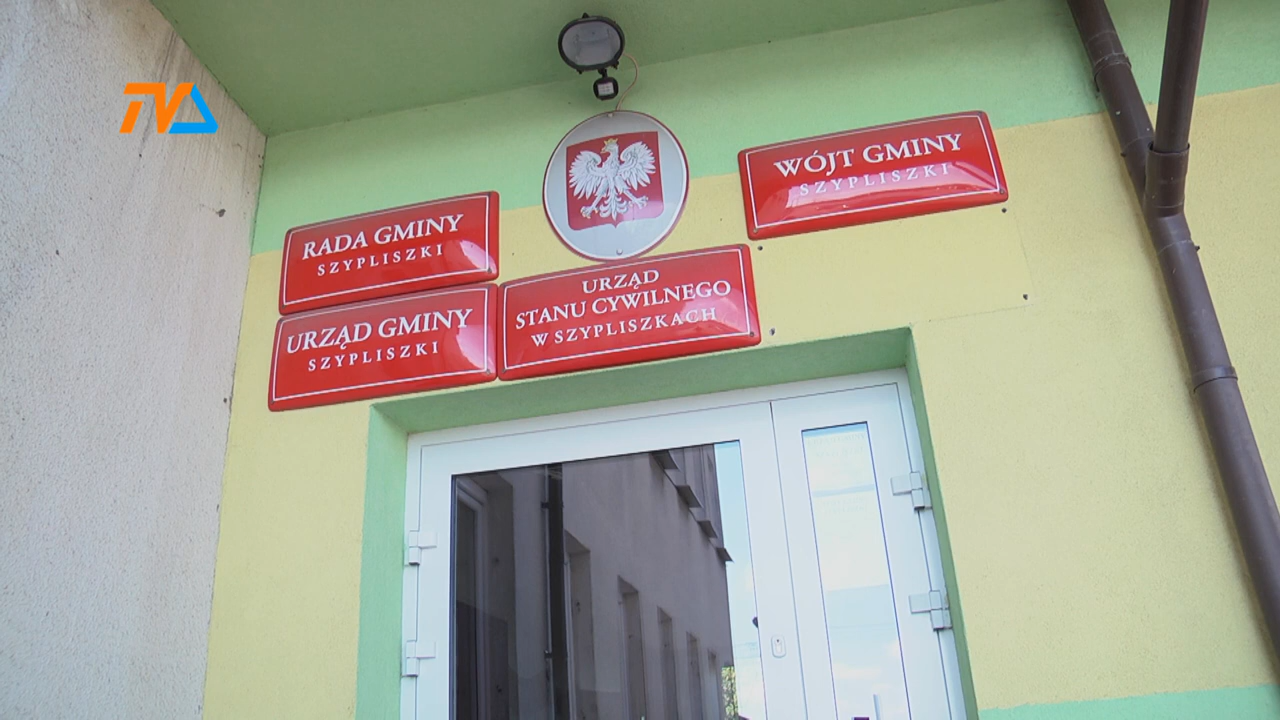 TVA
RADA GMINY
SZYPLISZKI
URZĄD GMINY
SZYPLISZKI
URZĄD
STANU CYWILNEGO
W SZYPLISZKACH
WÓJT GMINY
SZYPLISZKI